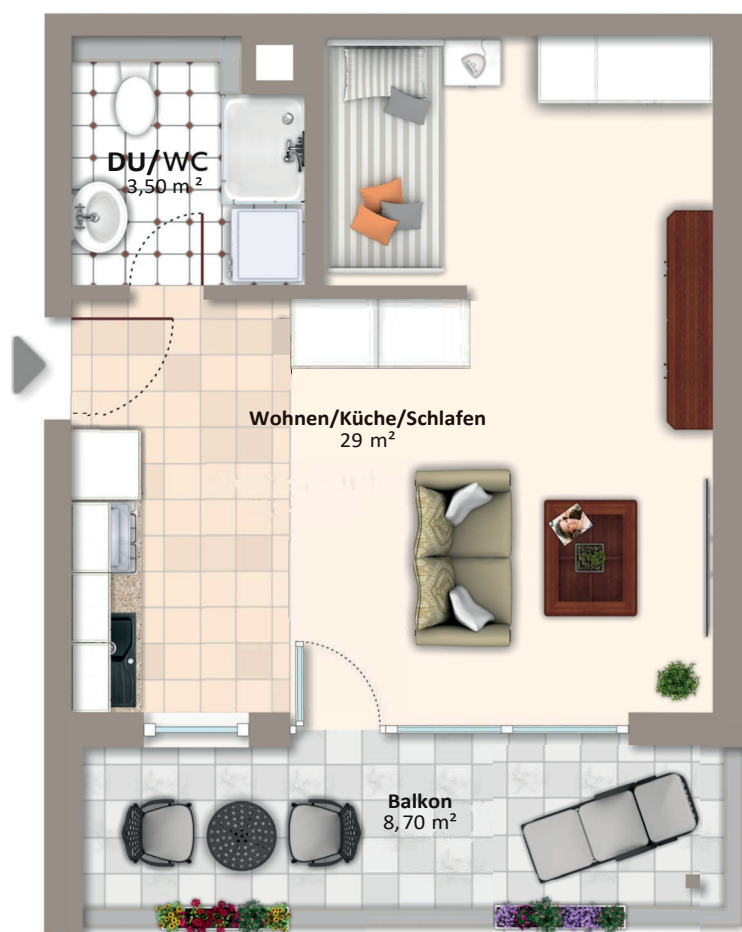 DU/WC
3,50 m²
Wohnen/Küche/Schlafen
29 m²
Balkon
8,70 m²